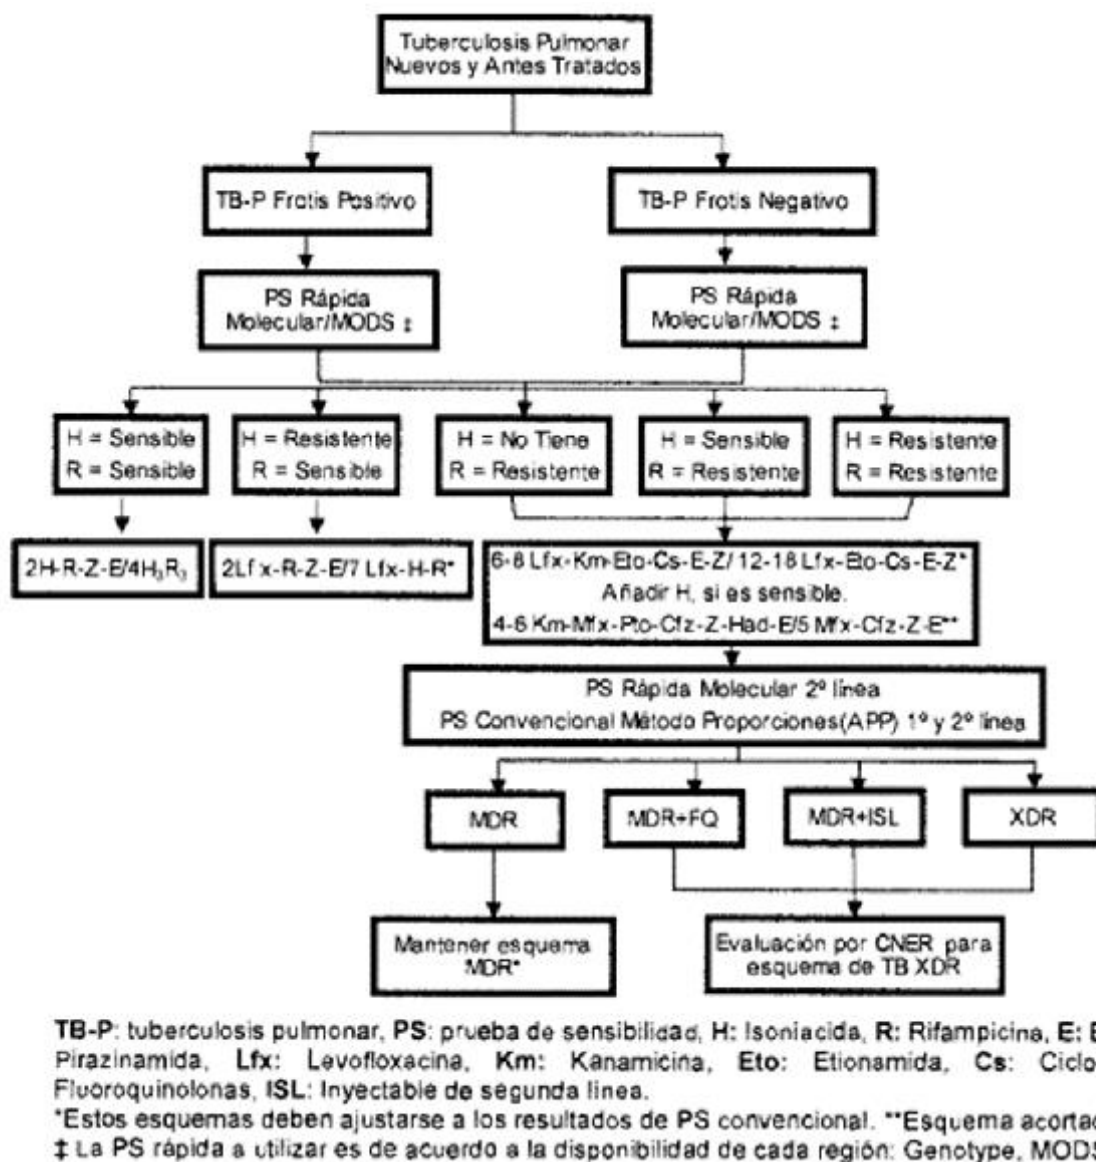 Tuberculosis Pulmonar
Nuevos y Antes Tratados
TB-P Frotis Positivo
TB-P Frotis Negativo
PS Rápida
Molecular/MODS ‡
PS Rápida
Molecular/MODS ‡
H = Sensible
R = Sensible
H = Resistente
R = Sensible
H = No Tiene
R = Resistente
H = Sensible
R = Resistente
H = Resistente
R = Resistente
2H-R-Z-E/4H₃R₃
2Lfx-R-Z-E/7 Lfx-H-R*
6-8 Lfx-Km-Eto-Cs-E-Z/ 12-18 Lfx-Eto-Cs-E-Z*
Añadir H, si es sensible.
4-6 Km-Mfx-Pto-Cfz-Z-Had-E/5 Mfx-Cfz-Z-E**
PS Rápida Molecular 2º línea
PS Convencional Método Proporciones(APP) 1º y 2º línea
MDR
MDR+FQ
MDR+ISL
XDR
Mantener esquema
MDR*
Evaluación por CNER para
esquema de TB XDR
TB-P: tuberculosis pulmonar, PS: prueba de sensibilidad, H: Isoniacida, R: Rifampicina, E: E
Pirazinamida, Lfx: Levofloxacina, Km: Kanamicina, Eto: Etionamida, Cs: Ciclo
Fluoroquinolonas, ISL: Inyectable de segunda línea.
*Estos esquemas deben ajustarse a los resultados de PS convencional. **Esquema acortad
‡ La PS rápida a utilizar es de acuerdo a la disponibilidad de cada región: Genotype, MODS